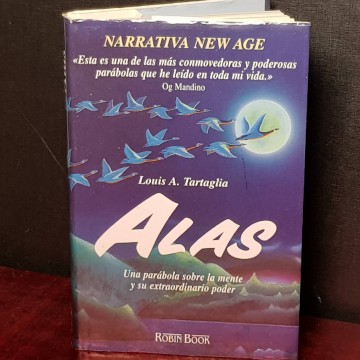 NARRATIVA NEW AGE
«Esta es una de las más conmovedoras y poderosas
parábolas que he leído en toda mi vida.»
Og Mandino
Louis A. Tartaglia
ALAS
Una parábola sobre la mente
y su extraordinario poder
ROBIN BOOK